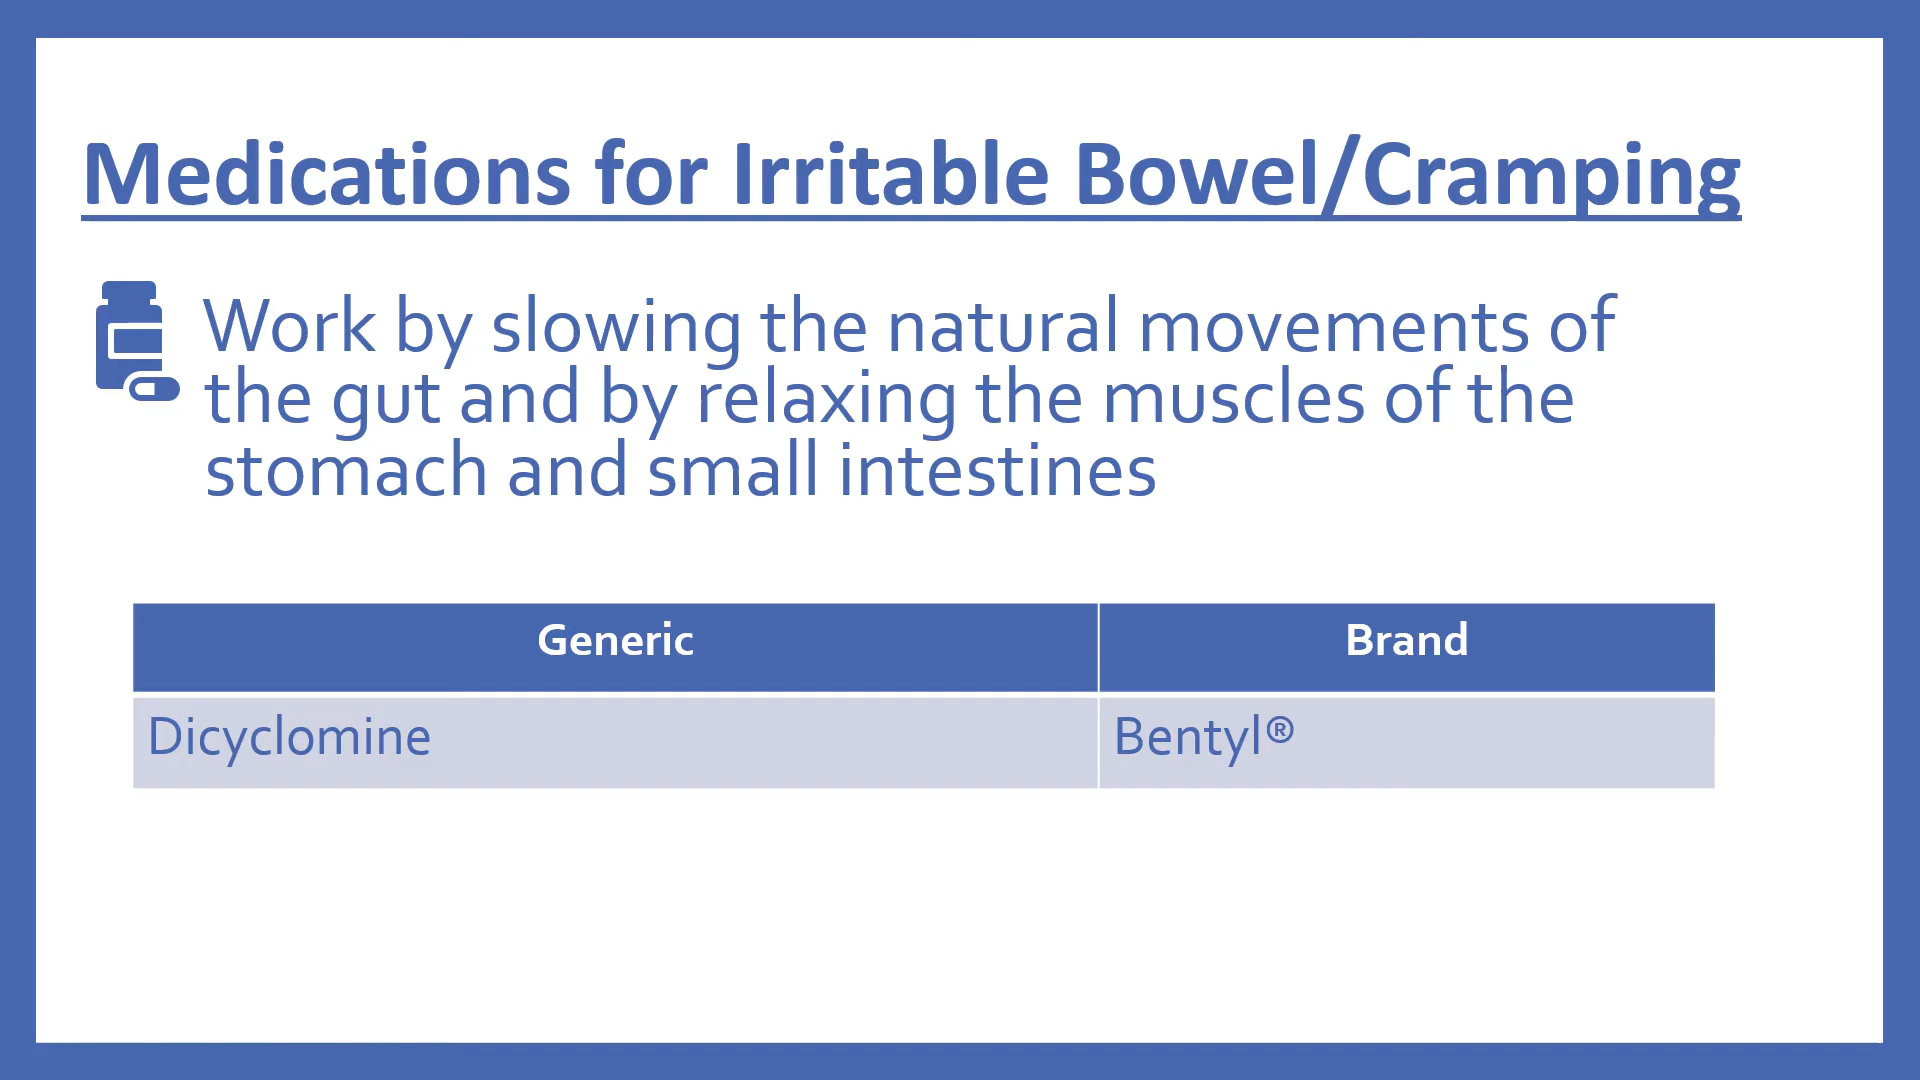 Medications for Irritable Bowel/Cramping
Work by slowing the natural movements of
the gut and by relaxing the muscles of the
stomach and small intestines
Generic Brand
Dicyclomine Bentyl®